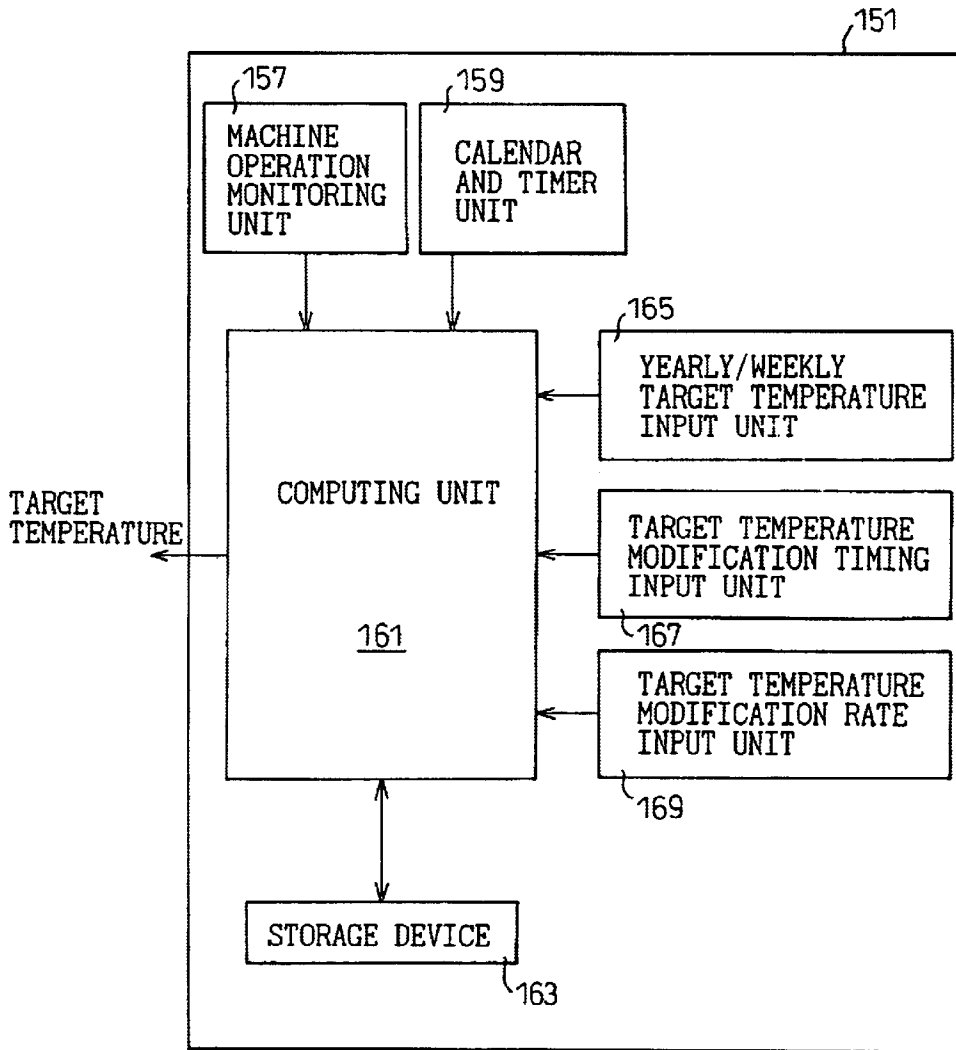 151
157
MACHINE
OPERATION
MONITORING
UNIT
159
CALENDAR
AND TIMER
UNIT
165
YEARLY/WEEKLY
TARGET TEMPERATURE
INPUT UNIT
COMPUTING UNIT
161
TARGET
TEMPERATURE
TARGET TEMPERATURE
MODIFICATION TIMING
INPUT UNIT
167
TARGET TEMPERATURE
MODIFICATION RATE
INPUT UNIT
169
STORAGE DEVICE
163